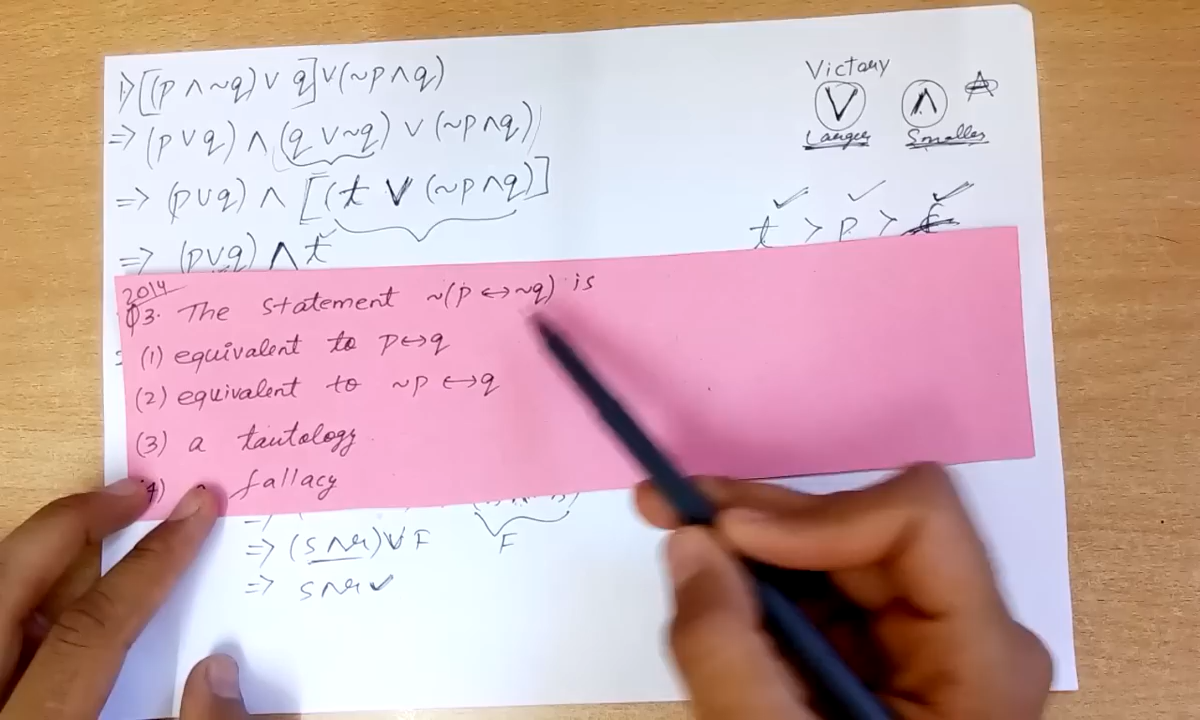 1) [(p ∧ ~q) ∨ q] ∨ (~p ∧ q)
=> (p ∨ q) ∧ (q ∨ ~q) ∨ (~p ∧ q)
=> (p ∨ q) ∧ [(t ∨ (~p ∧ q)]
=> (p ∨ q) ∧ t
Victory
V ∧ A
Larger Smaller
t > p > f
2014
Q3. The statement ~(p ↔ ~q) is
(1) equivalent to p ↔ q
(2) equivalent to ~p ↔ q
(3) a tautology
(4) a fallacy
=> (s ∧ r) ∨ F F
=> s ∧ r ✓